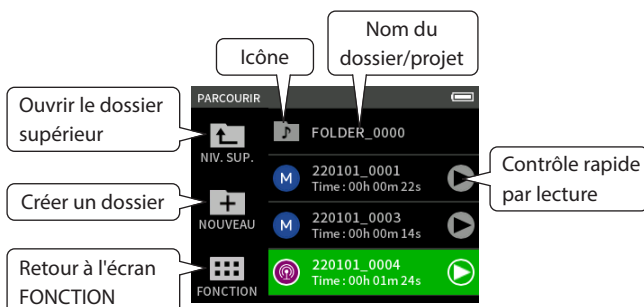 Nom du
dossier/projet
Icône
Ouvrir le dossier
supérieur
PARCOURIR
FOLDER_0000
NIV. SUP.
M
220101_0001
Time : 00h 00m 22s
Contrôle rapide
par lecture
Créer un dossier
NOUVEAU
M
220101_0003
Time : 00h 00m 14s
Retour à l'écran
FONCTION
FONCTION
220101_0004
Time : 00h 01m 24s